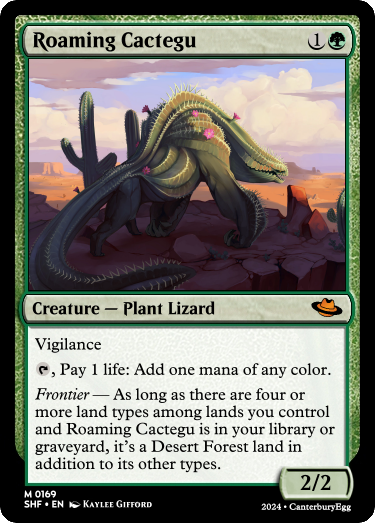 Roaming Cactegu 1
Creature — Plant Lizard
Vigilance
, Pay 1 life: Add one mana of any color.
Frontier — As long as there are four or
more land types among lands you control
and Roaming Cactegu is in your library or
graveyard, it's a Desert Forest land in
addition to its other types.
2/2
M 0169
SHF • EN Kaylee Gifford
2024 • CanterburyEgg